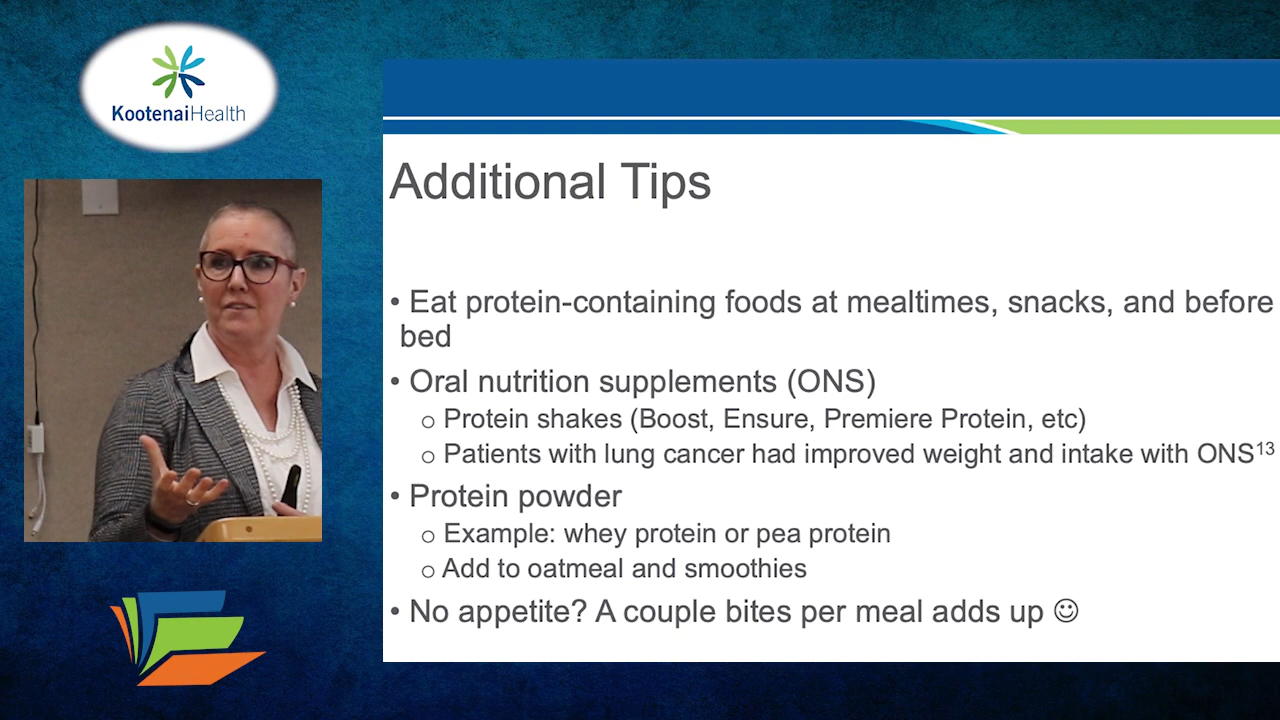 KootenaiHealth
Additional Tips
• Eat protein-containing foods at mealtimes, snacks, and before
bed
• Oral nutrition supplements (ONS)
o Protein shakes (Boost, Ensure, Premiere Protein, etc)
o Patients with lung cancer had improved weight and intake with ONS¹³
• Protein powder
o Example: whey protein or pea protein
o Add to oatmeal and smoothies
• No appetite? A couple bites per meal adds up ☺